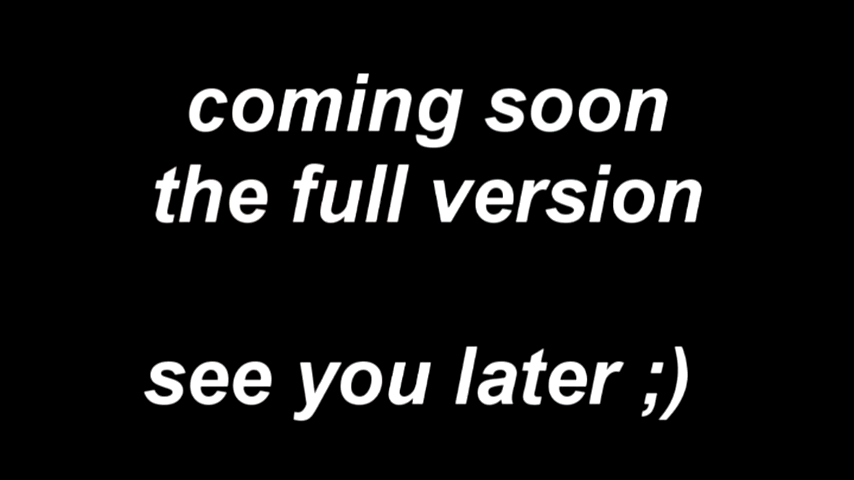 coming soon
the full version
see you later ;)